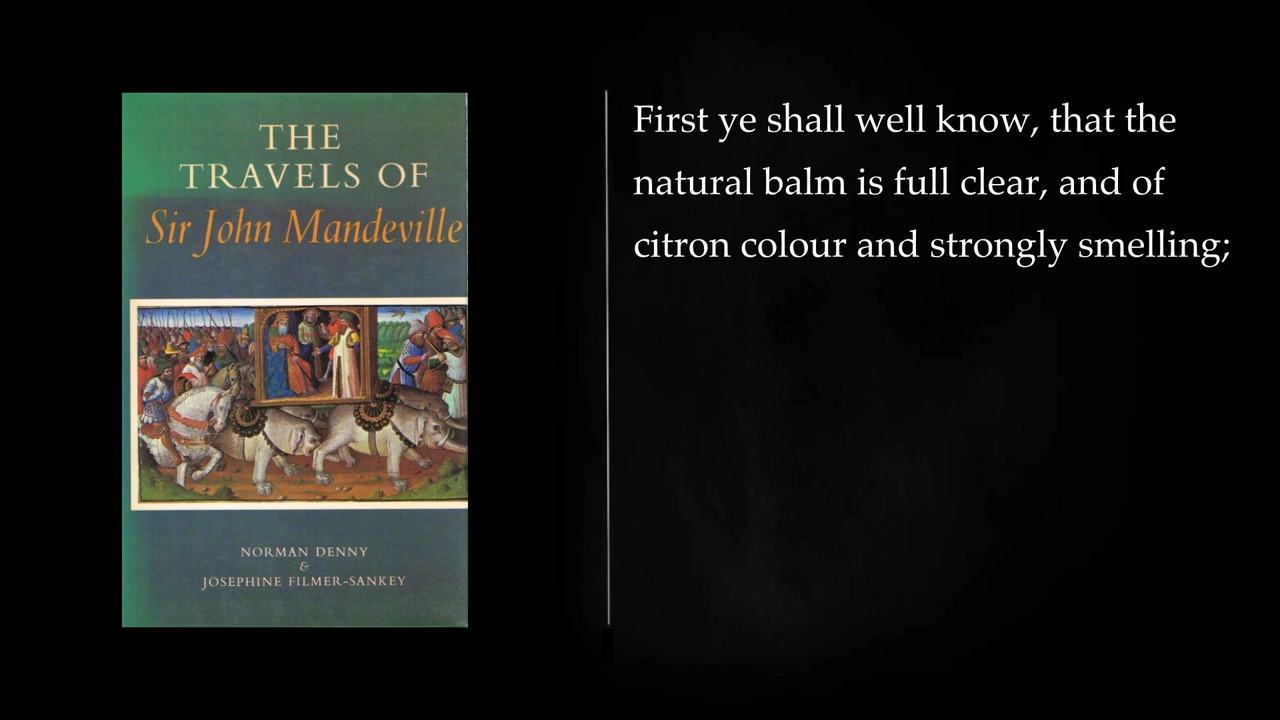 THE
TRAVELS OF
Sir John Mandeville
NORMAN DENNY
&
JOSEPHINE FILMER-SANKEY
First ye shall well know, that the
natural balm is full clear, and of
citron colour and strongly smelling;